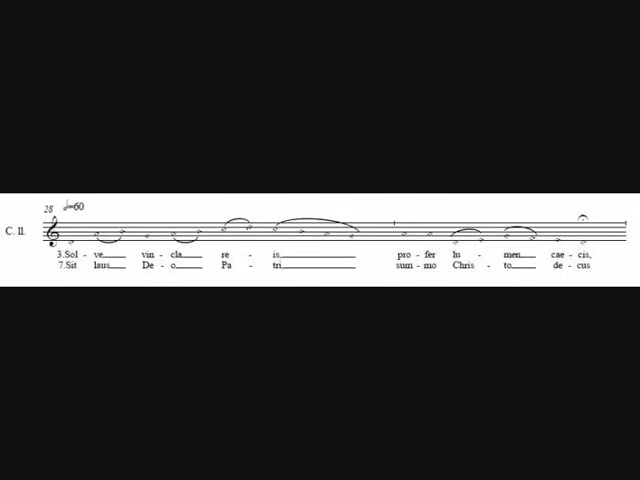 28 𝅗𝅥=60
C. II.
3.Sol - ve vin - cla re - is, pro - fer lu - men cae - cis,
7.Sit laus De - o Pa - tri sum - mo Chris - to de - cus